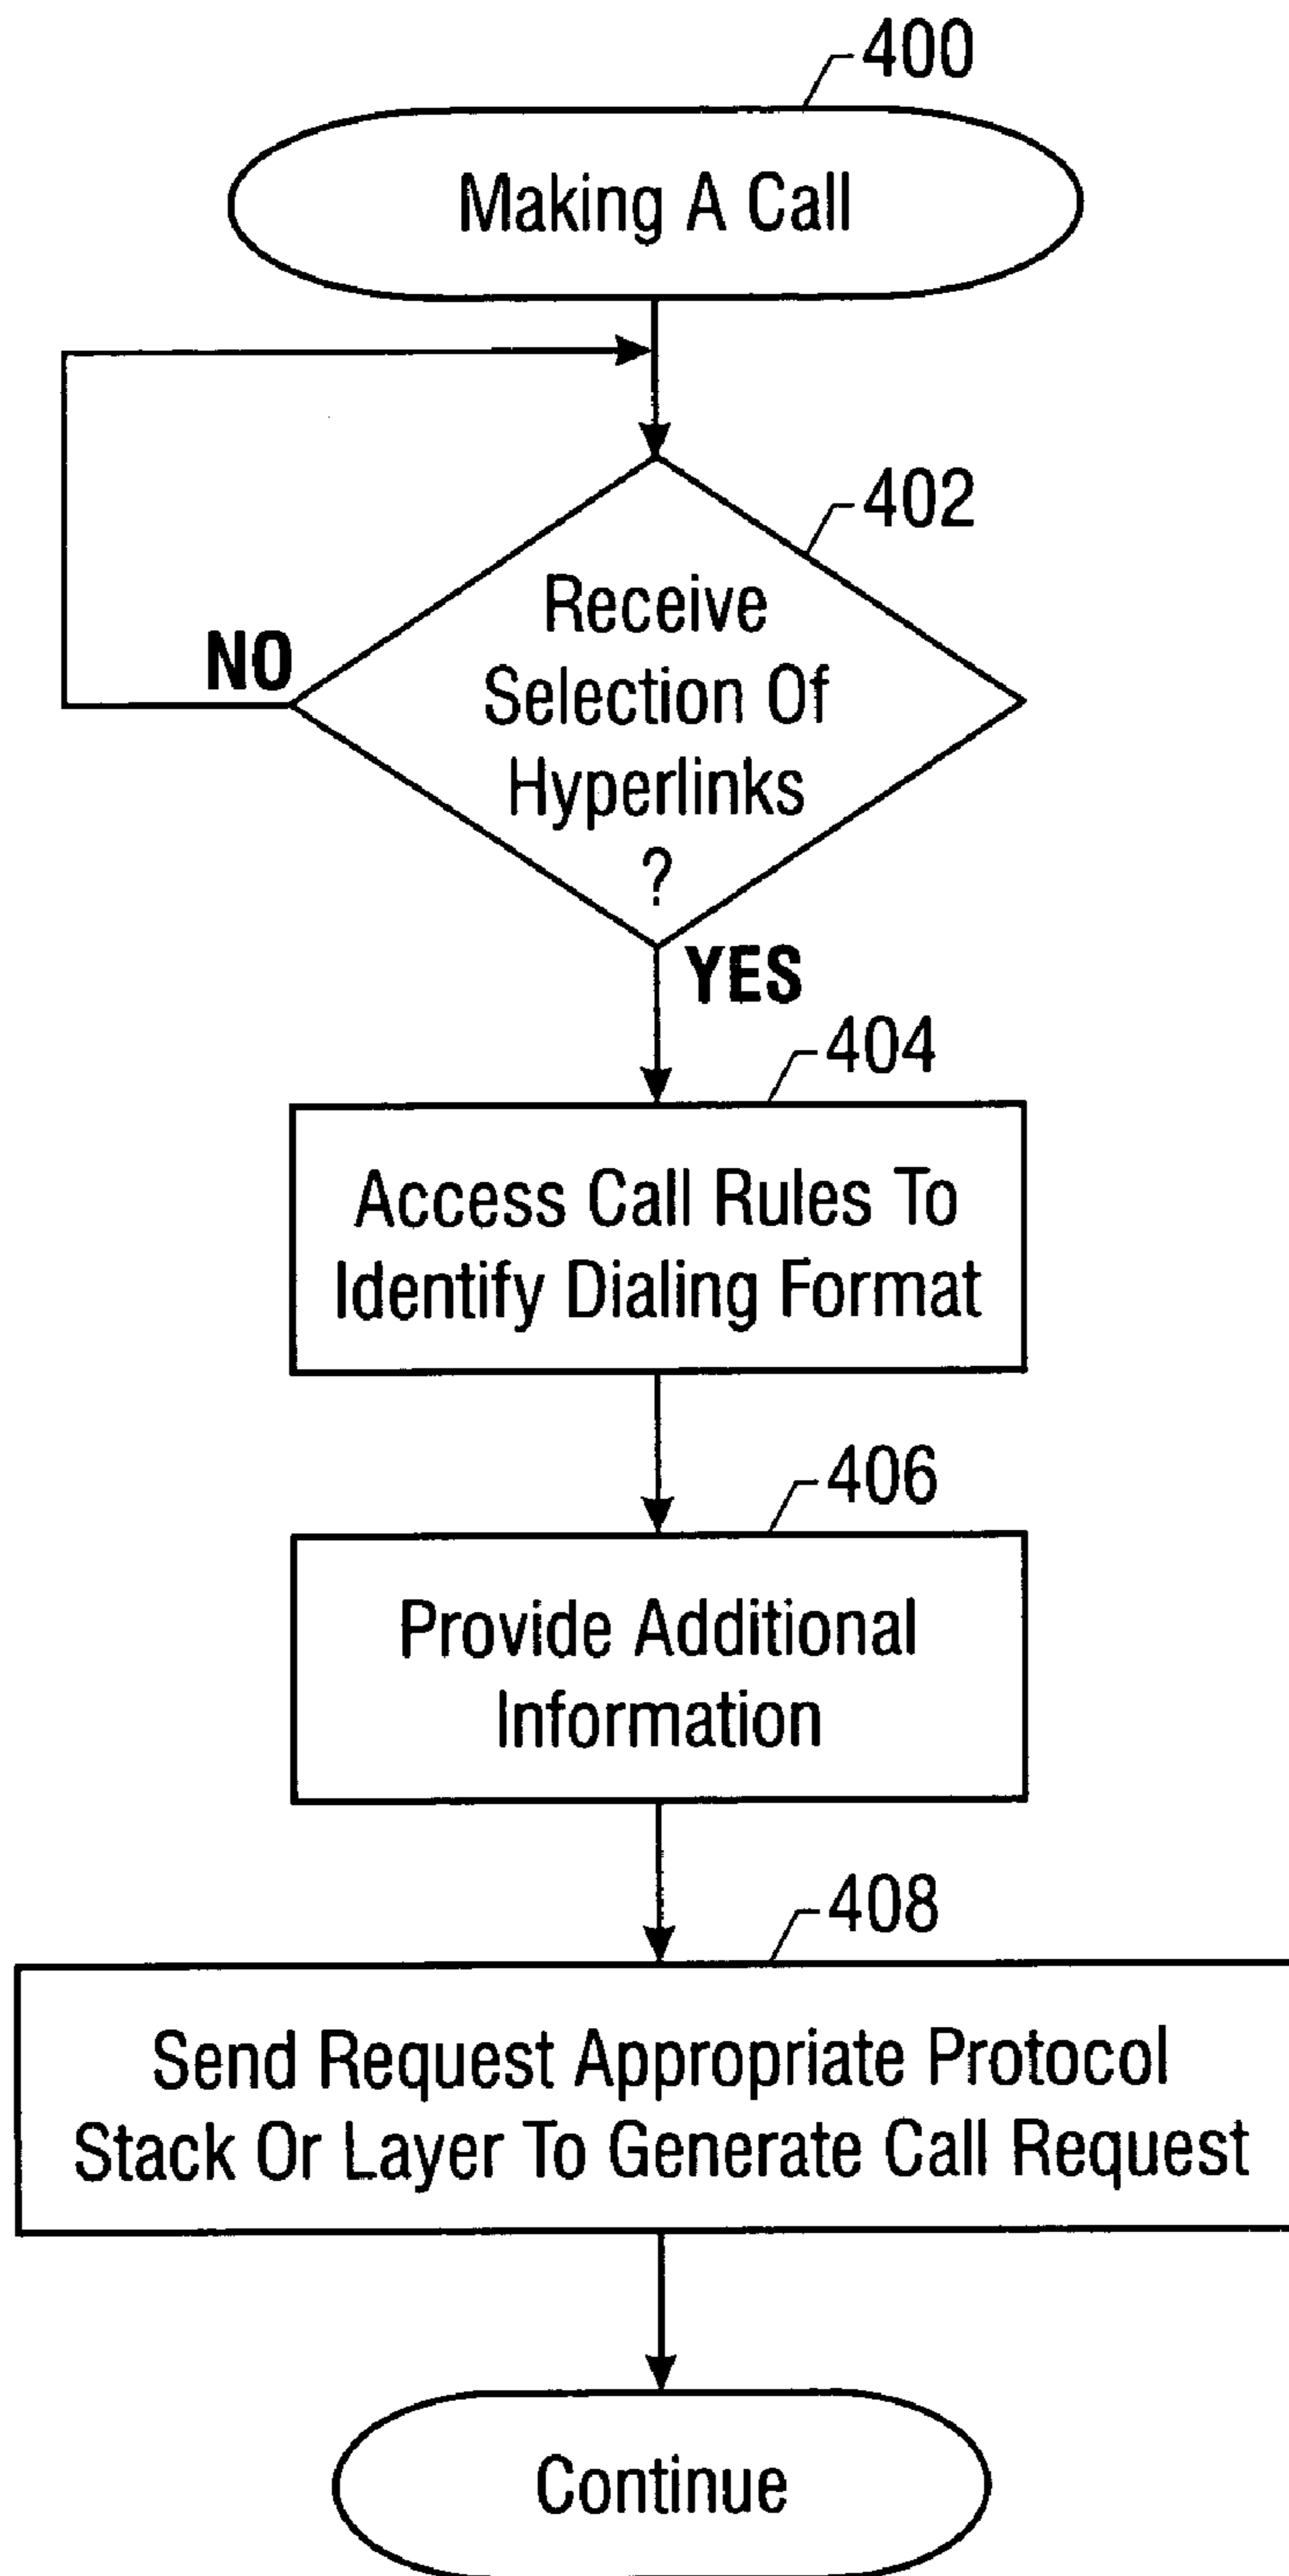 400
Making A Call
402
Receive
Selection Of
Hyperlinks
?
NO
YES
404
Access Call Rules To
Identify Dialing Format
406
Provide Additional
Information
408
Send Request Appropriate Protocol
Stack Or Layer To Generate Call Request
Continue